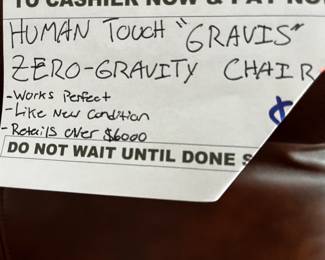 TO CASHIER NOW & PAY NO
HUMAN TOUCH "GRAVIS"
ZERO-GRAVITY CHAIR
- Works Perfect
- Like New Condition
- Retails over $6000
$
DO NOT WAIT UNTIL DONE S